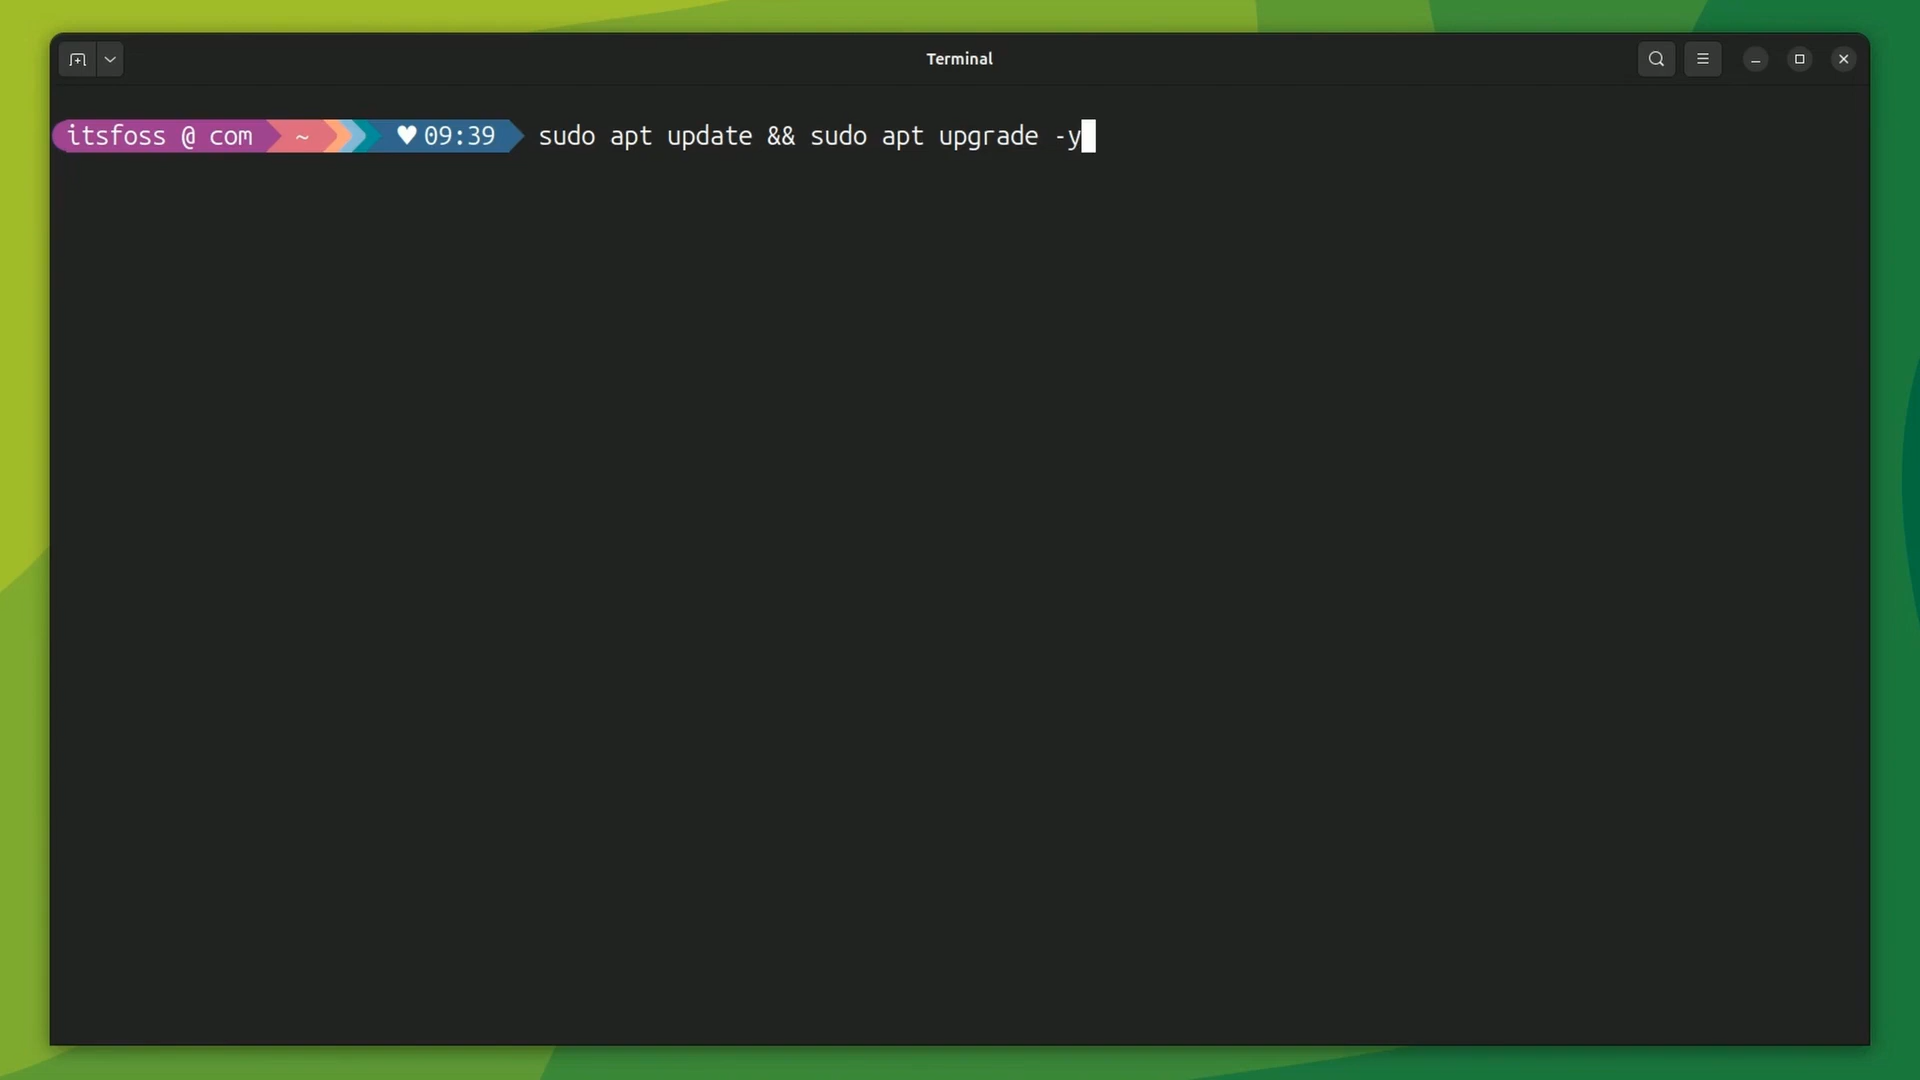 Terminal
itsfoss @ com ~ ♥ 09:39 sudo apt update && sudo apt upgrade -y